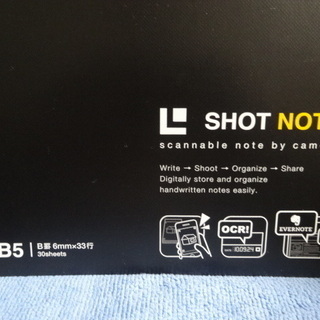 SHOT NOT
scannable note by cam
Write → Shoot → Organize → Share
Digitally store and organize
handwritten notes easily.
OCR!
100924
EVERNOTE
B5
B罫 6mm×33行
30sheets